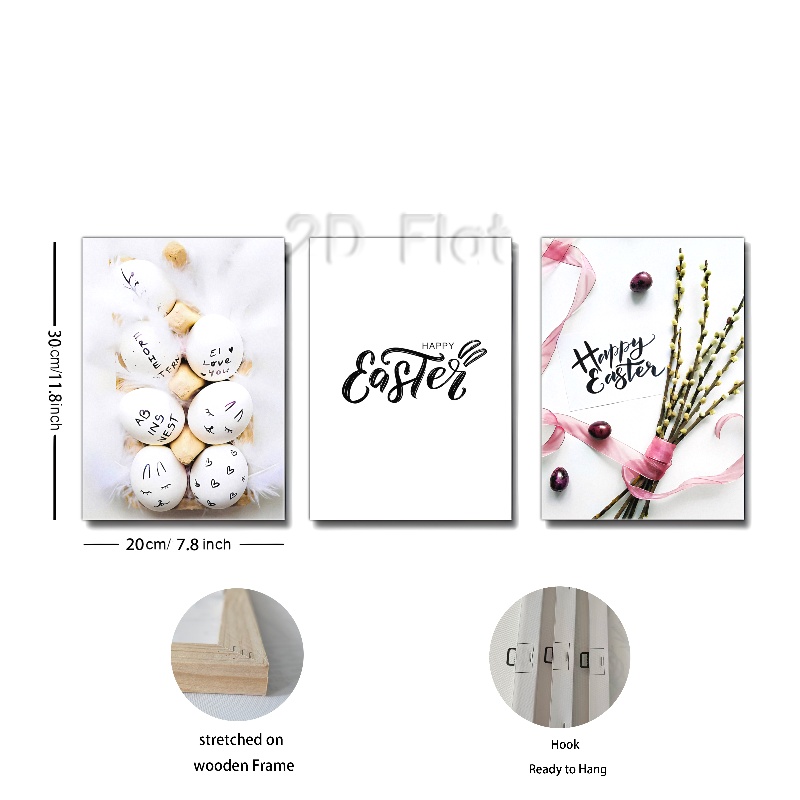 2D Flat
30cm/11.8inch
EI
Love
You
AB
INS
NEST
HAPPY
Easter
Happy
Easter
20cm/ 7.8 inch
stretched on
wooden Frame
Hook
Ready to Hang